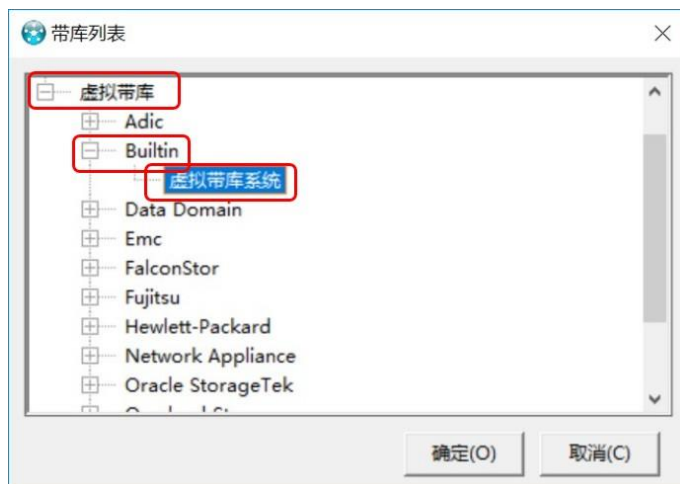 带库列表
虚拟带库
Adic
Builtin
虚拟带库系统
Data Domain
Emc
FalconStor
Fujitsu
Hewlett-Packard
Network Appliance
Oracle StorageTek
确定(O)
取消(C)